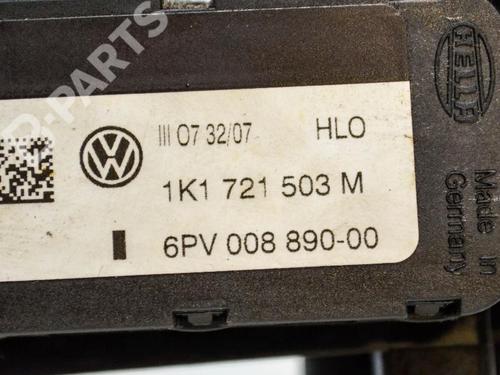 B-PARTS
III 07 32/07 HLO
1K1 721 503 M
6PV 008 890-00
HELLA
Made in
Germany